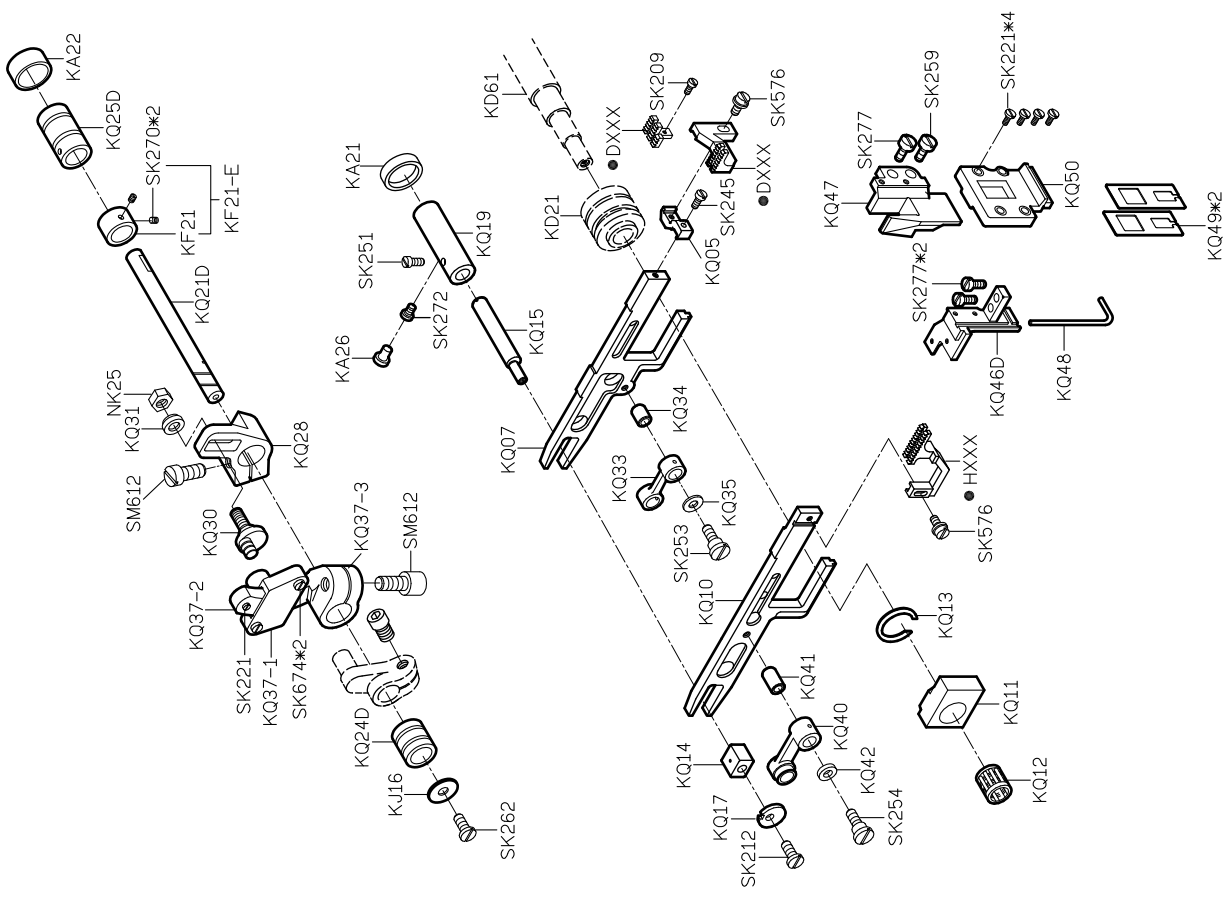 KA22
KQ25D
SK270*2
KF21-E
KF21
KQ21D
NK25
KQ31
SM612
KQ28
KQ30
KQ37-3
SM612
KQ37-2
SK221
KQ37-1
SK674*2
KQ24D
KJ16
SK262
KA21
KQ19
SK251
SK272
KA26
KQ15
KD61
KD21
● DXXX
SK209
SK576
● DXXX
SK245
KQ05
KQ07
KQ34
KQ33
KQ35
SK253
KQ10
KQ41
KQ40
KQ42
SK254
KQ14
KQ17
SK212
KQ13
KQ11
KQ12
● HXXX
SK576
SK277
SK259
SK221*4
KQ47
KQ50
KQ49*2
SK277*2
KQ46D
KQ48